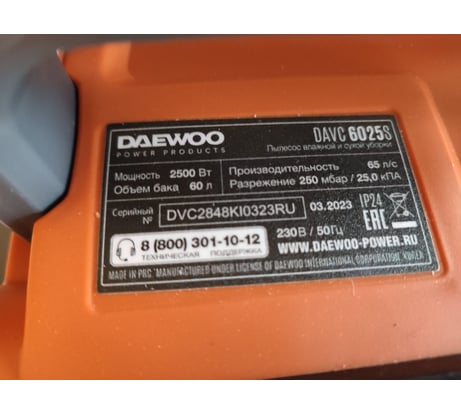 DAEWOO
POWER PRODUCTS
DAVC 6025S
Пылесос влажной и сухой уборки
Мощность 2500 Вт
Объем бака 60 л
Производительность 65 л/с
Разрежение 250 мбар / 25,0 кПА
Серийный № DVC2848KI0323RU 03.2023 IP24
8 (800) 301-10-12
ТЕХНИЧЕСКАЯ ПОДДЕРЖКА
230В / 50Гц
EAC
WWW.DAEWOO-POWER.RU
MADE IN PRC. MANUFACTURED UNDER LICENSE OF DAEWOO INTERNATIONAL CORPORATION, KOREA